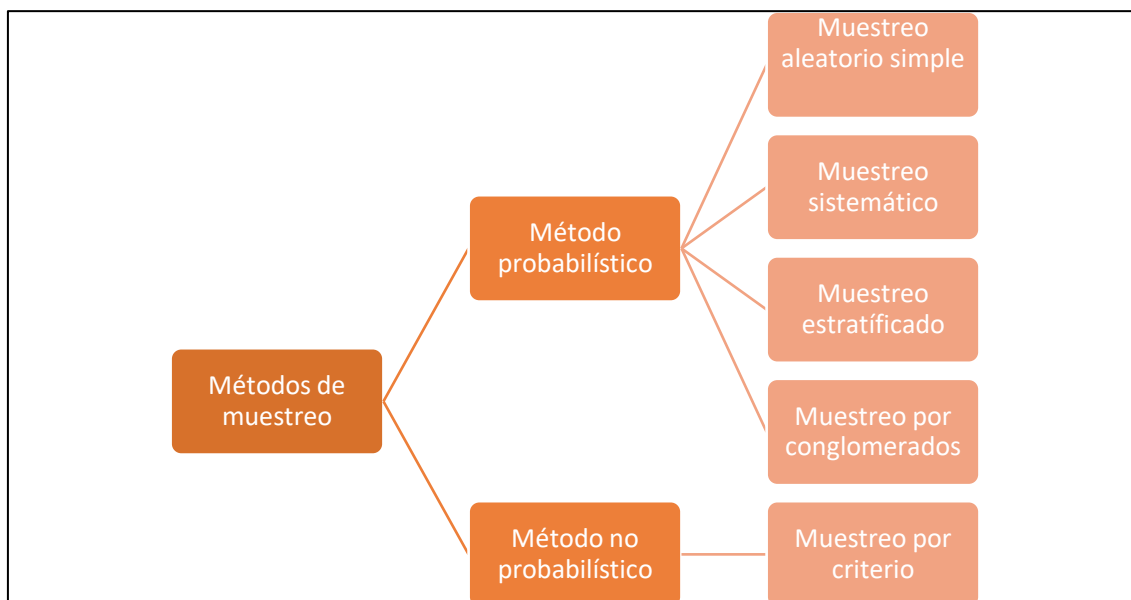 Métodos de
muestreo
Método
probabilístico
Muestreo
aleatorio simple
Muestreo
sistemático
Muestreo
estratíficado
Muestreo por
conglomerados
Método no
probabilístico
Muestreo por
criterio